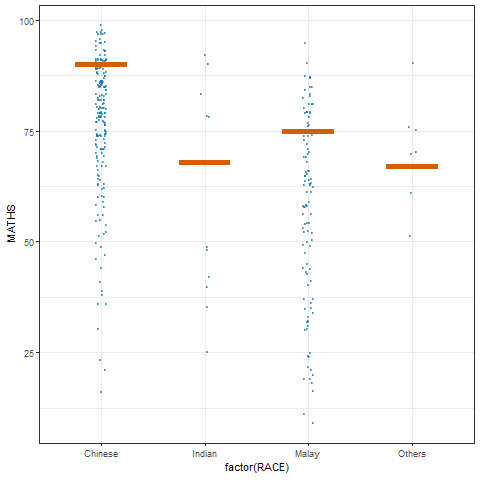 100
75
50
25
MATHS
Chinese
Indian
Malay
Others
factor(RACE)